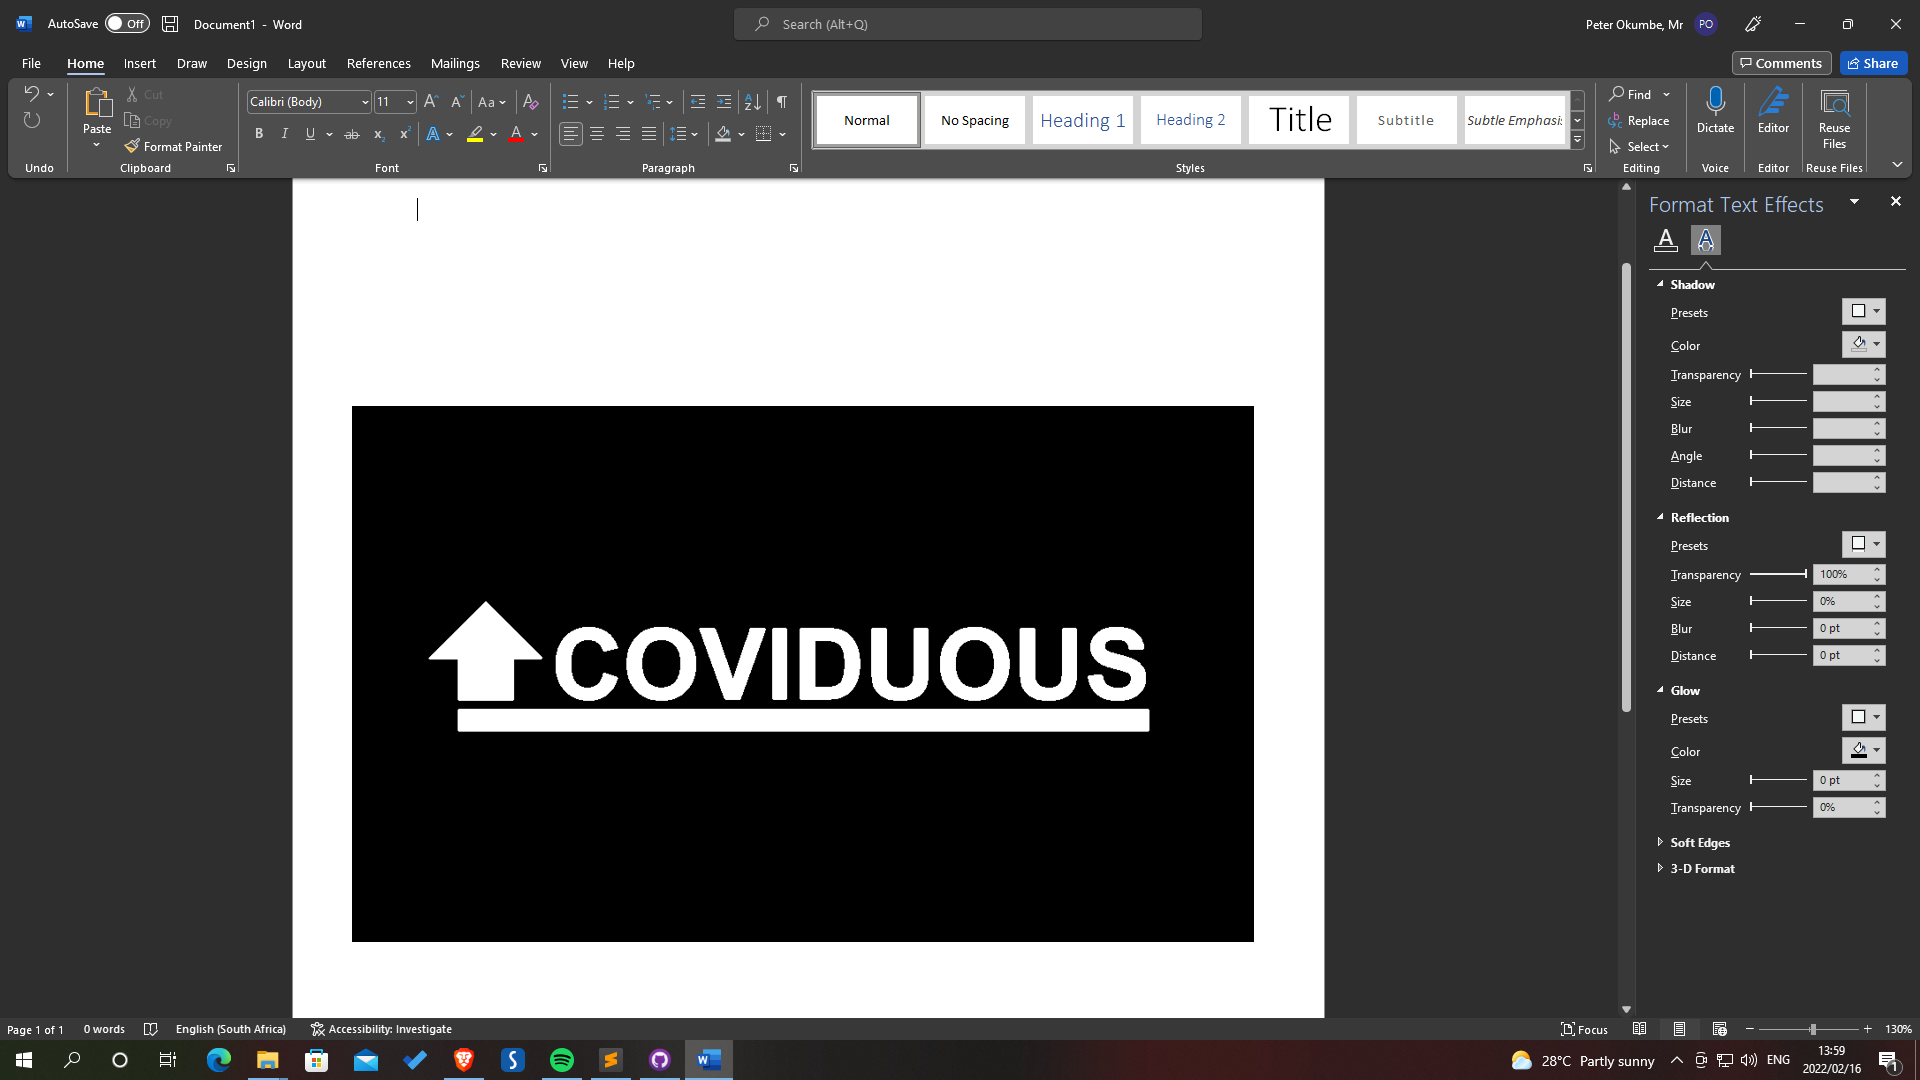 AutoSave Off Document1 - Word Search (Alt+Q) Peter Okumbe, Mr PO
File Home Insert Draw Design Layout References Mailings Review View Help Comments Share
Calibri (Body) 11 Aa
Paste Cut
Copy
Format Painter
Normal No Spacing Heading 1 Heading 2 Title Subtitle Subtle Emphasis
Find
Replace
Select
Dictate Editor Reuse Files
Undo Clipboard Font Paragraph Styles Editing Voice Editor Reuse Files
Format Text Effects
Shadow
Presets
Color
Transparency
Size
Blur
Angle
Distance
Reflection
Presets
Transparency 100%
Size 0%
Blur 0 pt
Distance 0 pt
Glow
Presets
Color
Size 0 pt
Transparency 0%
Soft Edges
3-D Format
COVIDUOUS
Page 1 of 1 0 words English (South Africa) Accessibility: Investigate Focus 130%
28°C Partly sunny ENG 13:59
2022/02/16 1